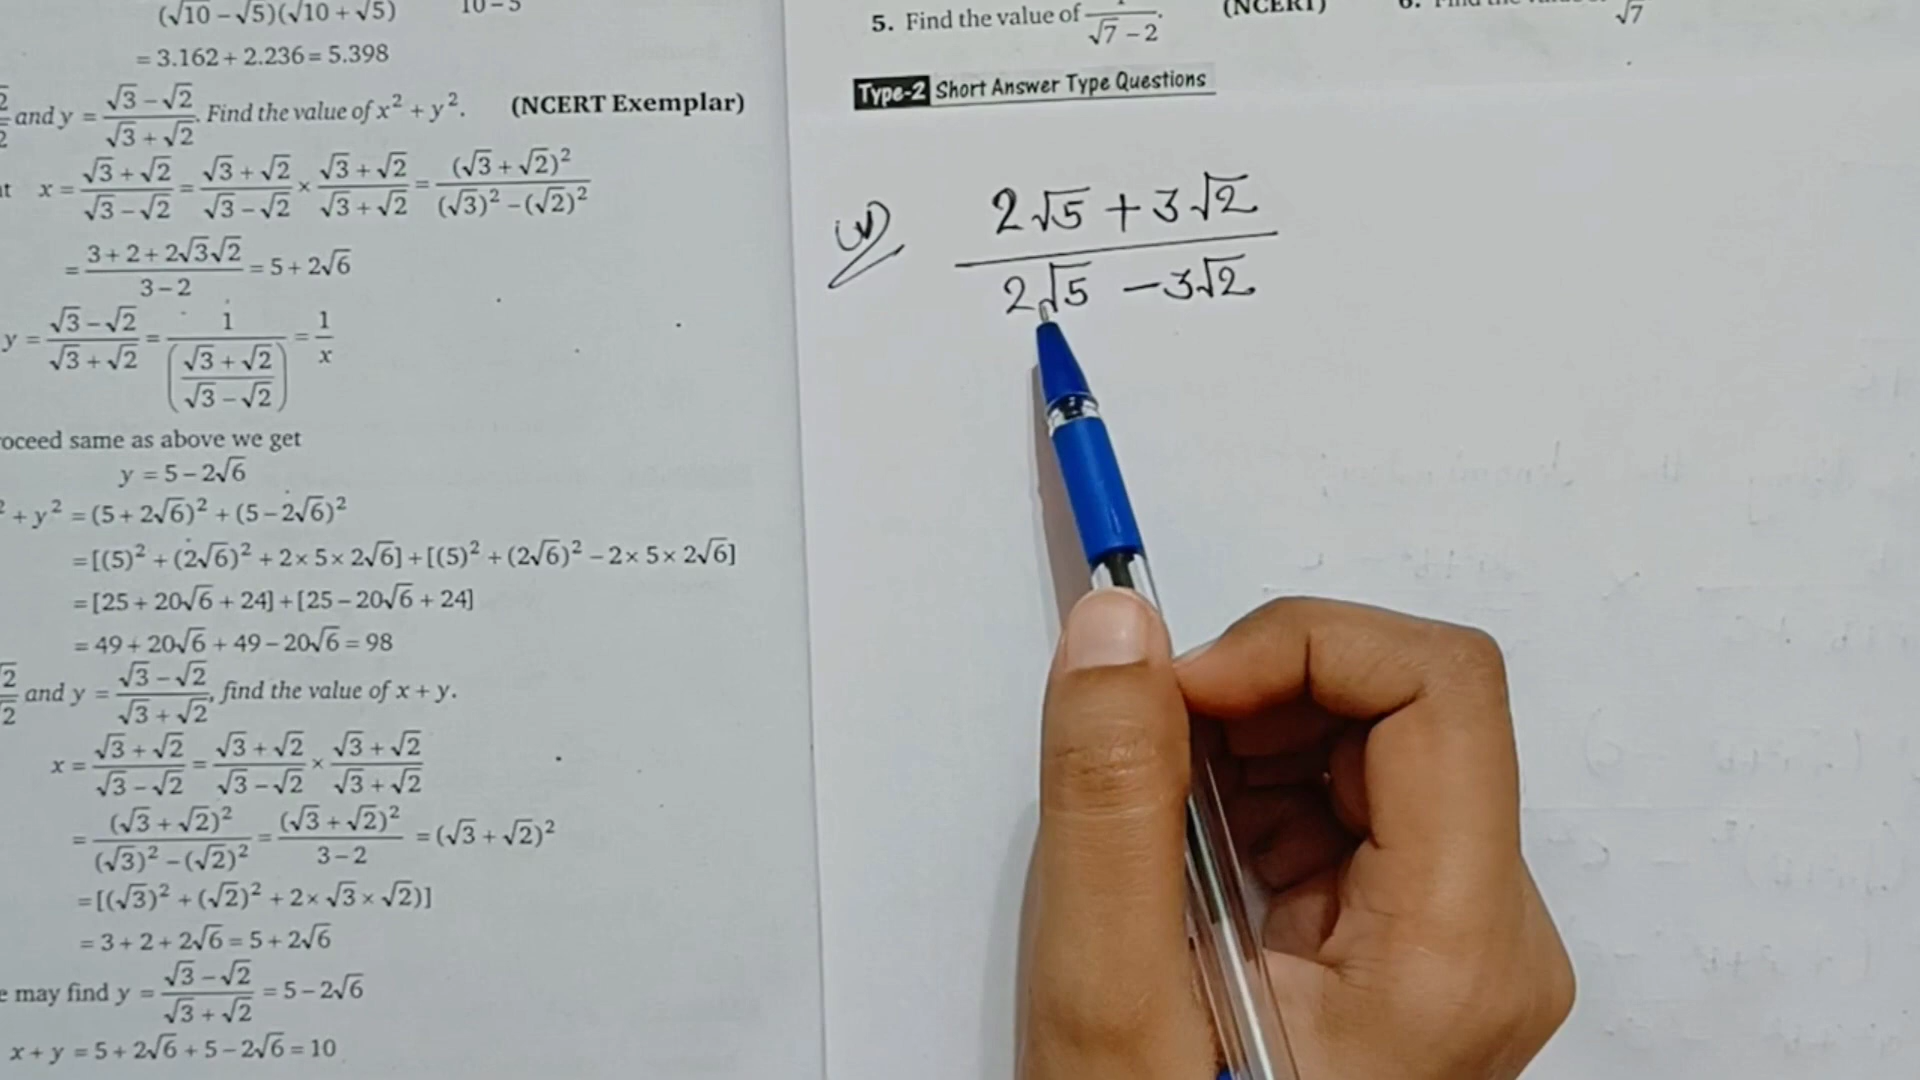 (√10 − √5)(√10 + √5) 10 − 5
= 3.162 + 2.236 = 5.398
and y = (√3 − √2)/(√3 + √2). Find the value of x² + y². (NCERT Exemplar)
x = (√3 + √2)/(√3 − √2) = (√3 + √2)/(√3 − √2) × (√3 + √2)/(√3 + √2) = (√3 + √2)²/((√3)² − (√2)²)
= (3 + 2 + 2√3√2)/(3 − 2) = 5 + 2√6
y = (√3 − √2)/(√3 + √2) = 1/((√3 + √2)/(√3 − √2)) = 1/x
oceed same as above we get
y = 5 − 2√6
² + y² = (5 + 2√6)² + (5 − 2√6)²
= [(5)² + (2√6)² + 2 × 5 × 2√6] + [(5)² + (2√6)² − 2 × 5 × 2√6]
= [25 + 20√6 + 24] + [25 − 20√6 + 24]
= 49 + 20√6 + 49 − 20√6 = 98
and y = (√3 − √2)/(√3 + √2), find the value of x + y.
x = (√3 + √2)/(√3 − √2) = (√3 + √2)/(√3 − √2) × (√3 + √2)/(√3 + √2)
= (√3 + √2)²/((√3)² − (√2)²) = (√3 + √2)²/(3 − 2) = (√3 + √2)²
= [(√3)² + (√2)² + 2 × √3 × √2)]
= 3 + 2 + 2√6 = 5 + 2√6
e may find y = (√3 − √2)/(√3 + √2) = 5 − 2√6
x + y = 5 + 2√6 + 5 − 2√6 = 10
5. Find the value of 1/(√7 − 2). (NCERT) 6. √7
Type-2 Short Answer Type Questions
(2√5 + 3√2)/(2√5 − 3√2)